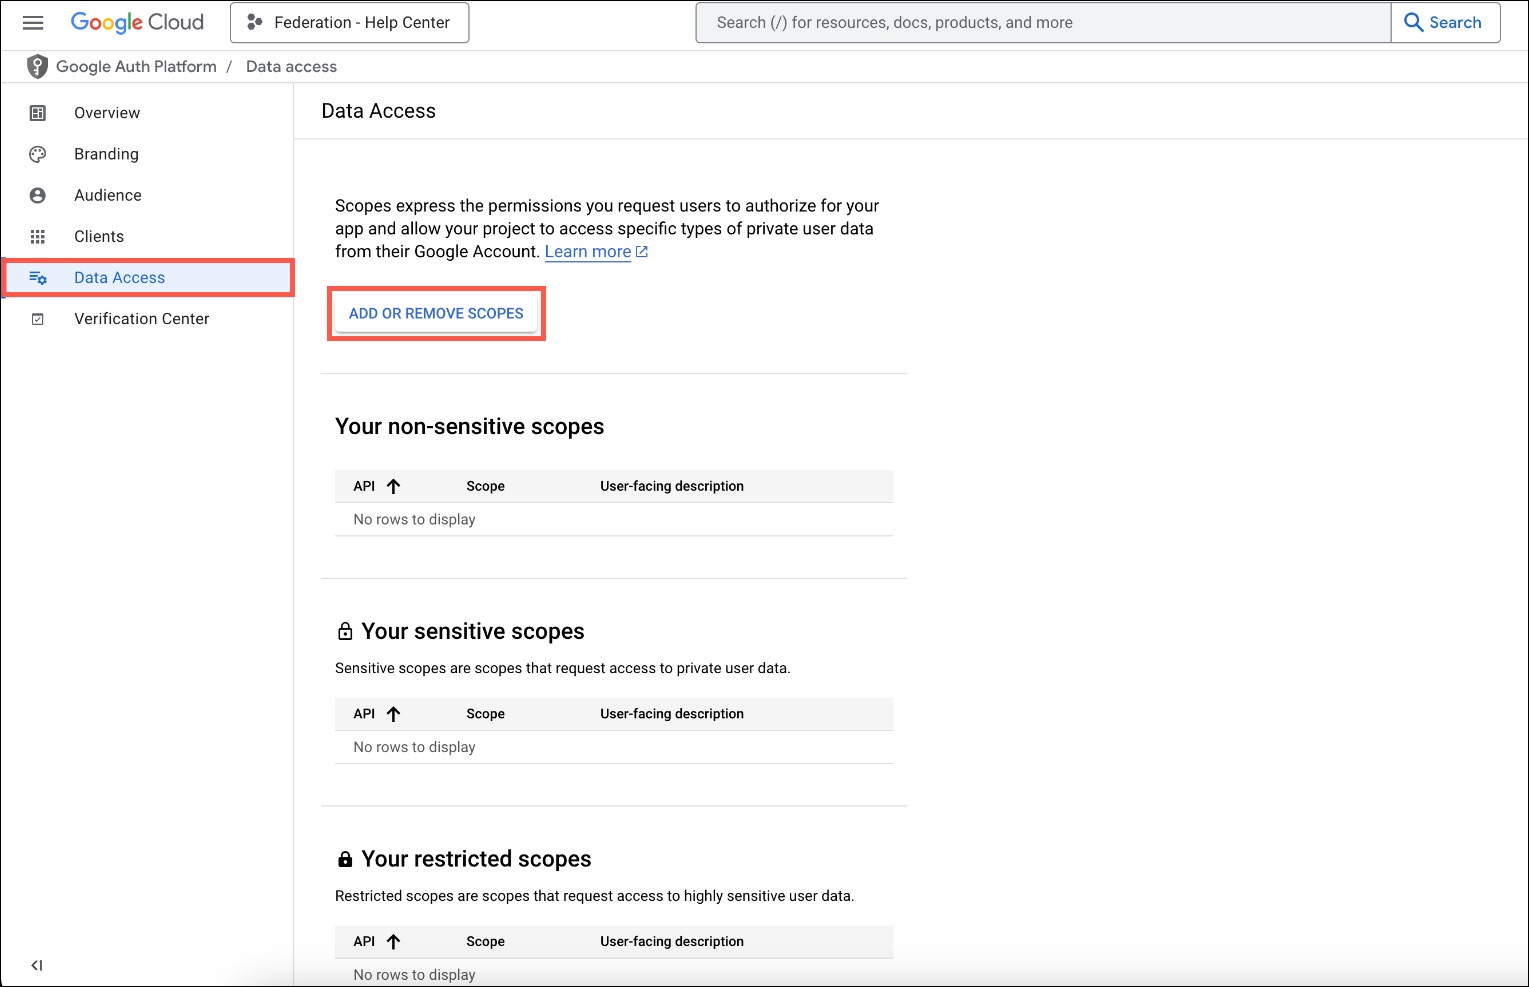 Google Cloud
Federation - Help Center
Search (/) for resources, docs, products, and more
Search
Google Auth Platform / Data access
Overview
Branding
Audience
Clients
Data Access
Verification Center
Data Access
Scopes express the permissions you request users to authorize for your
app and allow your project to access specific types of private user data
from their Google Account. Learn more
ADD OR REMOVE SCOPES
Your non-sensitive scopes
API Scope User-facing description
No rows to display
Your sensitive scopes
Sensitive scopes are scopes that request access to private user data.
API Scope User-facing description
No rows to display
Your restricted scopes
Restricted scopes are scopes that request access to highly sensitive user data.
API Scope User-facing description
No rows to display